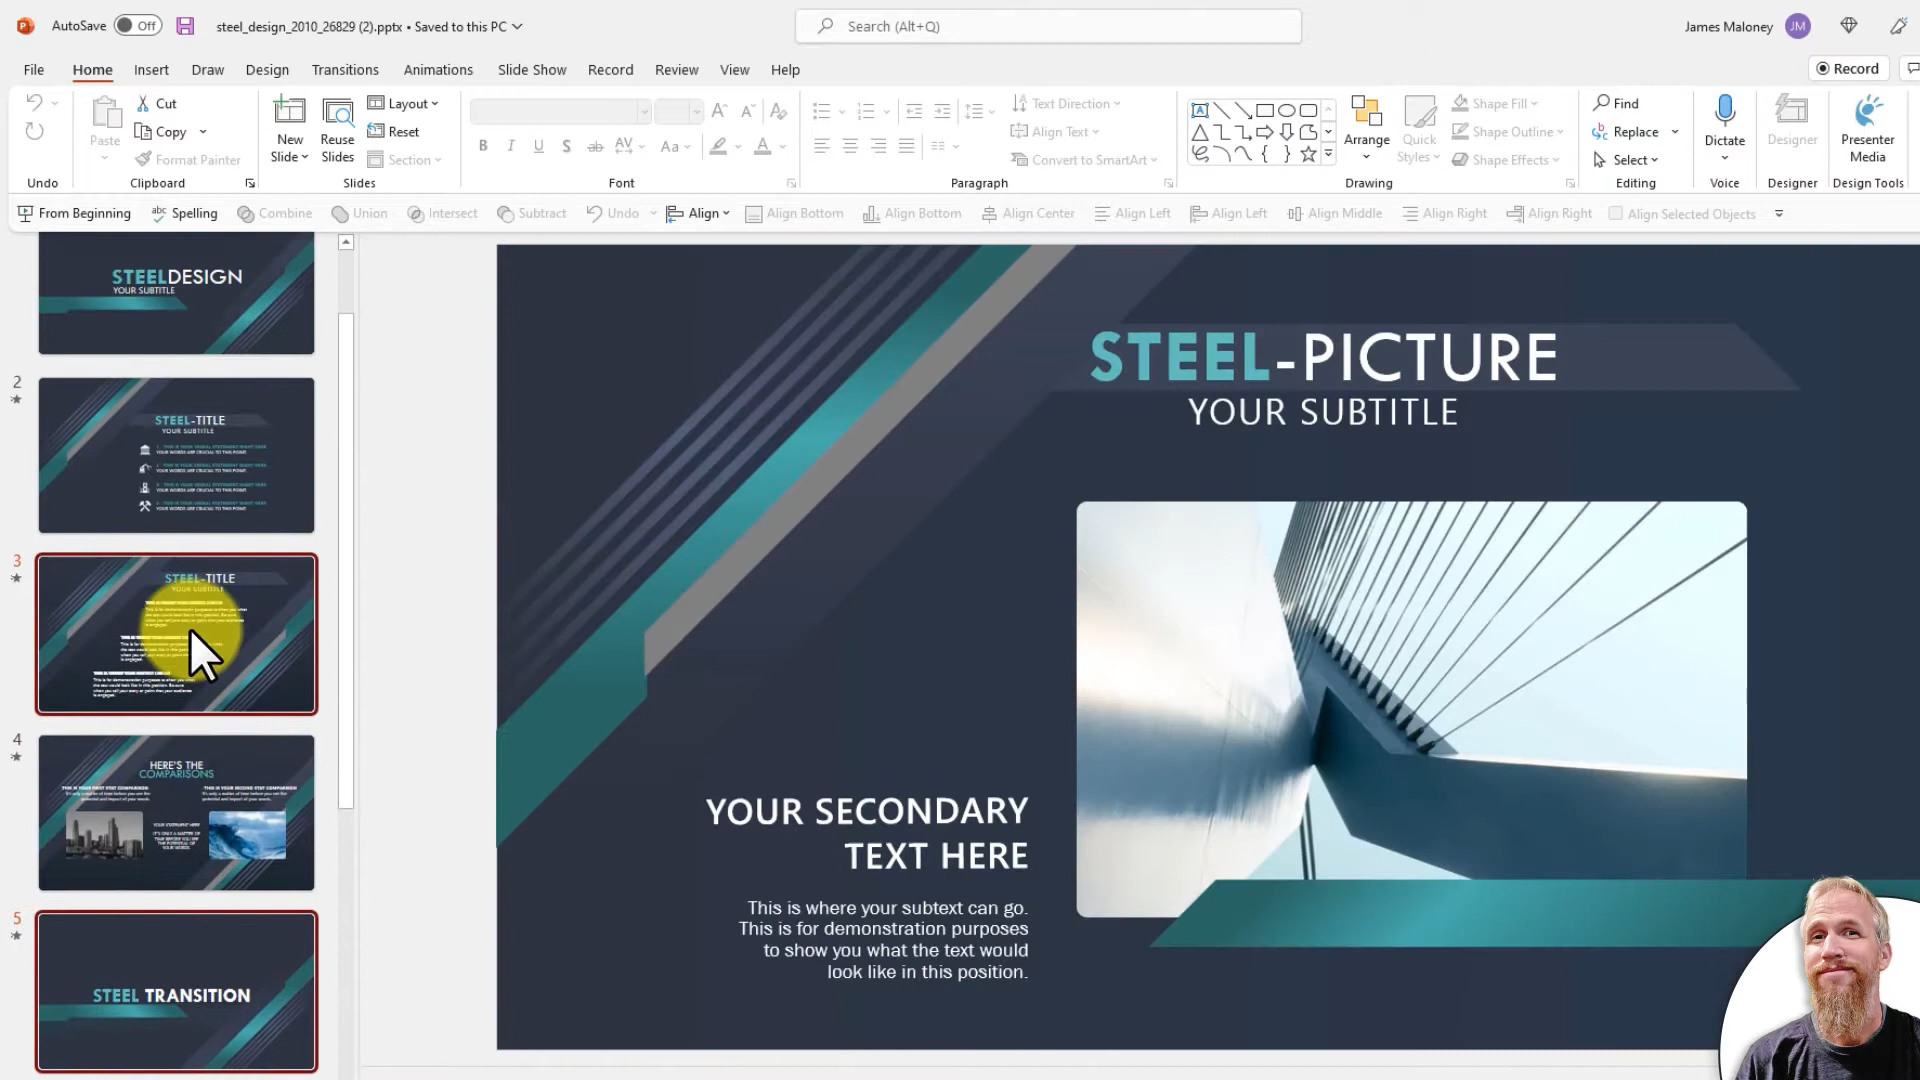 AutoSave Off steel_design_2010_26829 (2).pptx • Saved to this PC Search (Alt+Q) James Maloney JM
File Home Insert Draw Design Transitions Animations Slide Show Record Review View Help Record
Paste Cut Copy Format Painter
New Slide Reuse Slides Layout Reset Section
Text Direction Align Text Convert to SmartArt
Arrange Quick Styles Shape Fill Shape Outline Shape Effects
Find Replace Select
Dictate Designer Presenter Media
Undo Clipboard Slides Font Paragraph Drawing Editing Voice Designer Design Tools
From Beginning Spelling Combine Union Intersect Subtract Undo Align Align Bottom Align Bottom Align Center Align Left Align Left Align Middle Align Right Align Right Align Selected Objects
STEELDESIGN
YOUR SUBTITLE
2
STEEL-TITLE
YOUR SUBTITLE
3
STEEL-TITLE
YOUR SUBTITLE
4
HERE'S THE
COMPARISONS
5
STEEL TRANSITION
STEEL-PICTURE
YOUR SUBTITLE
YOUR SECONDARY
TEXT HERE
This is where your subtext can go.
This is for demonstration purposes
to show you what the text would
look like in this position.